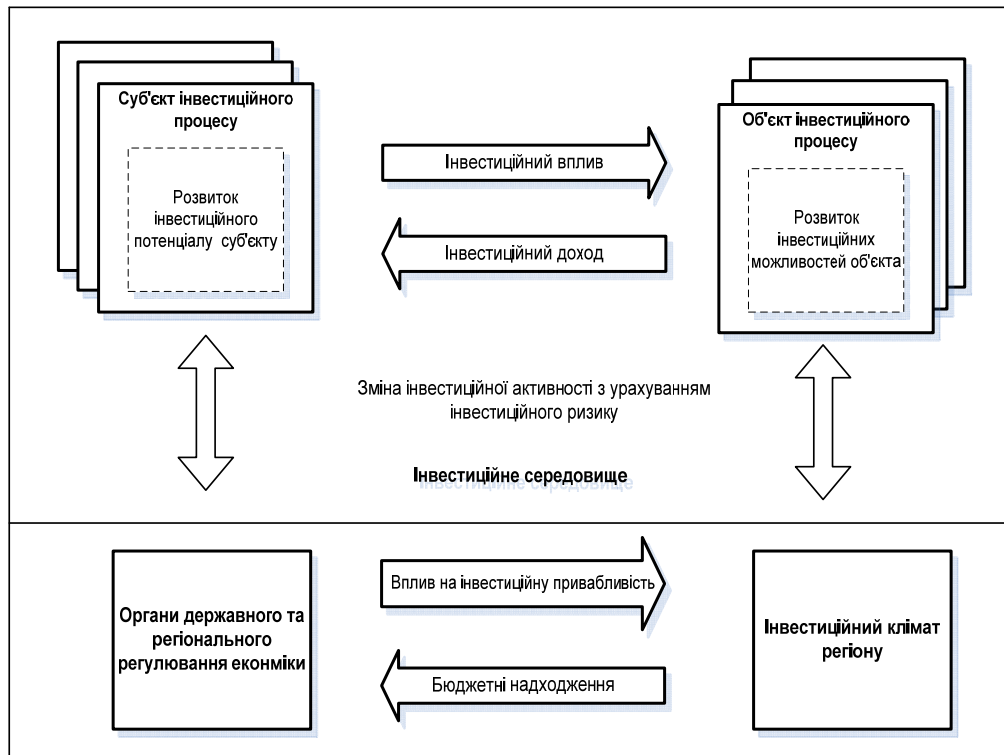 Суб'єкт інвестиційного
процесу
Розвиток
інвестиційного
потенціалу суб'єкту
Інвестиційний вплив
Інвестиційний доход
Об'єкт інвестиційного
процесу
Розвиток
інвестиційних
можливостей об'єкта
Зміна інвестиційної активності з урахуванням
інвестиційного ризику
Інвестиційне середовище
Органи державного та
регіонального
регулювання еконміки
Вплив на інвестиційну привабливість
Бюджетні надходження
Інвестиційний клімат
регіону